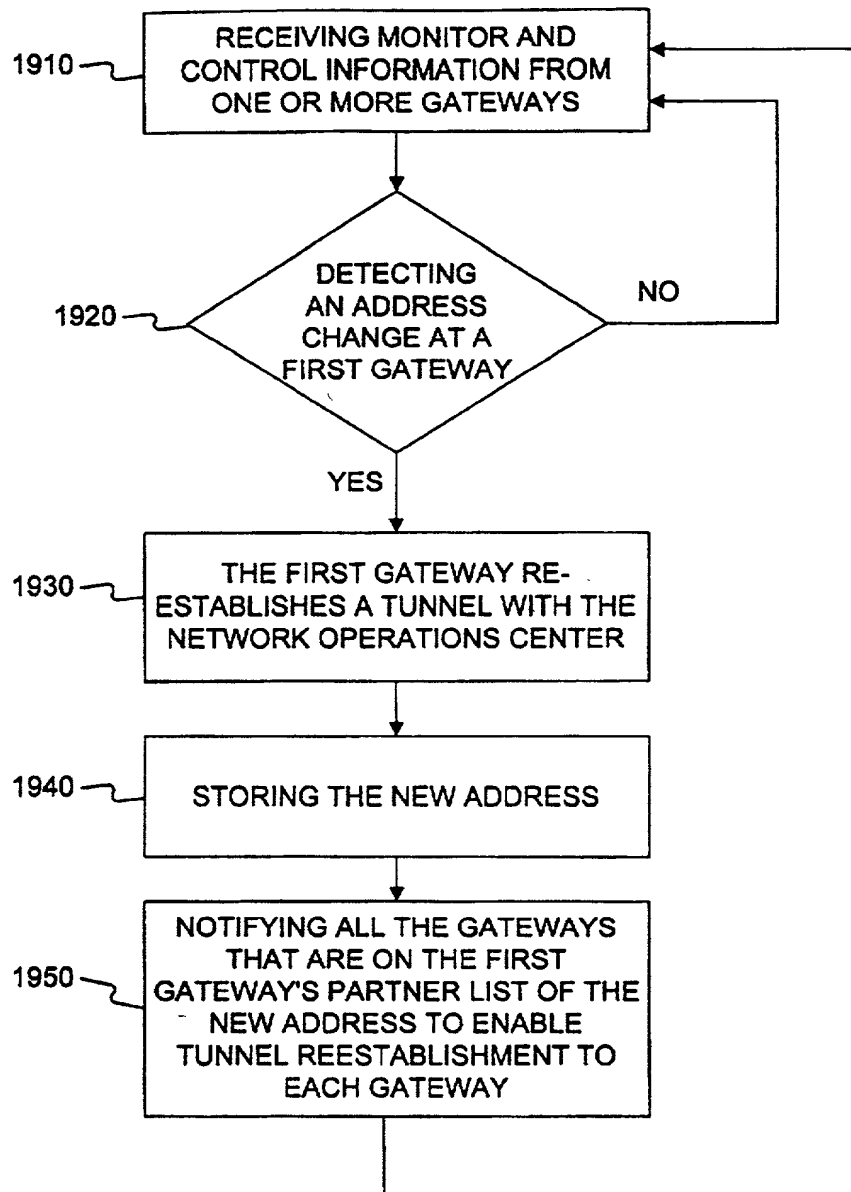 1910
RECEIVING MONITOR AND
CONTROL INFORMATION FROM
ONE OR MORE GATEWAYS
1920
DETECTING
AN ADDRESS
CHANGE AT A
FIRST GATEWAY
NO
YES
1930
THE FIRST GATEWAY RE-
ESTABLISHES A TUNNEL WITH THE
NETWORK OPERATIONS CENTER
1940
STORING THE NEW ADDRESS
1950
NOTIFYING ALL THE GATEWAYS
THAT ARE ON THE FIRST
GATEWAY'S PARTNER LIST OF THE
NEW ADDRESS TO ENABLE
TUNNEL REESTABLISHMENT TO
EACH GATEWAY